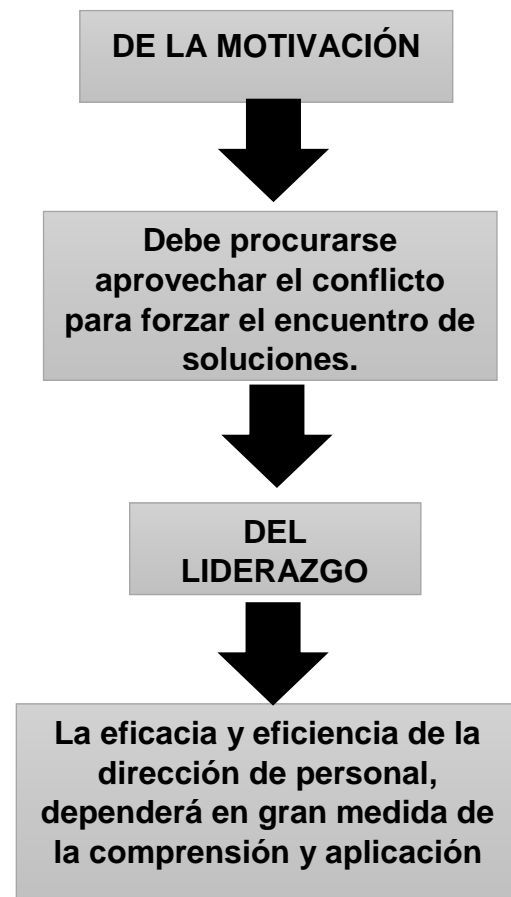 DE LA MOTIVACIÓN
Debe procurarse
aprovechar el conflicto
para forzar el encuentro de
soluciones.
DEL
LIDERAZGO
La eficacia y eficiencia de la
dirección de personal,
dependerá en gran medida de
la comprensión y aplicación